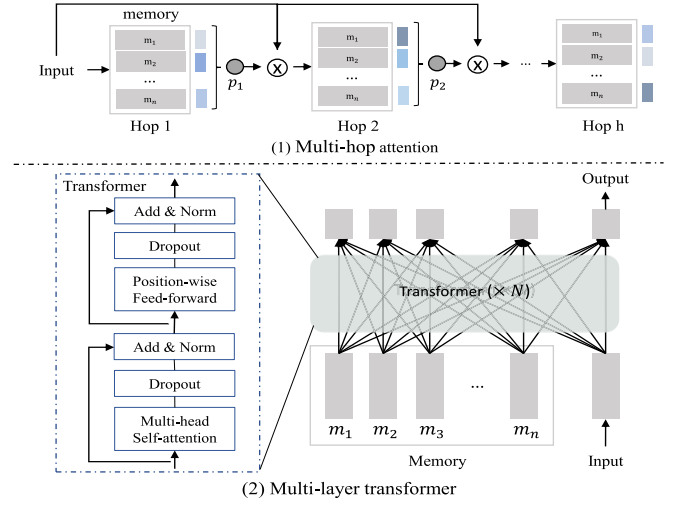 memory
Input
m₁
m₂
...
mₙ
Hop 1
p₁
X
m₁
m₂
...
mₙ
Hop 2
p₂
X
... ...
m₁
m₂
...
mₙ
Hop h
(1) Multi-hop attention
Transformer
Add & Norm
Dropout
Position-wise
Feed-forward
Add & Norm
Dropout
Multi-head
Self-attention
Output
Transformer (× N)
...
m₁ m₂ m₃ mₙ
Memory
Input
(2) Multi-layer transformer